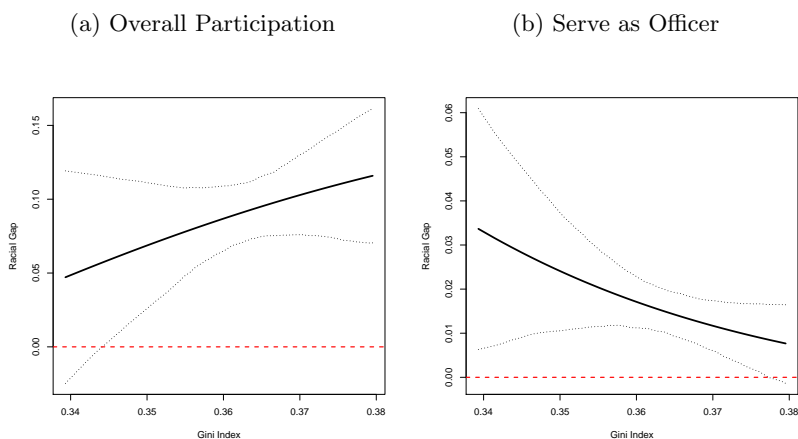 (a) Overall Participation
(b) Serve as Officer
0.15
0.10
0.05
0.00
Racial Gap
0.34 0.35 0.36 0.37 0.38
Gini Index
0.06
0.05
0.04
0.03
0.02
0.01
0.00
Racial Gap
0.34 0.35 0.36 0.37 0.38
Gini Index